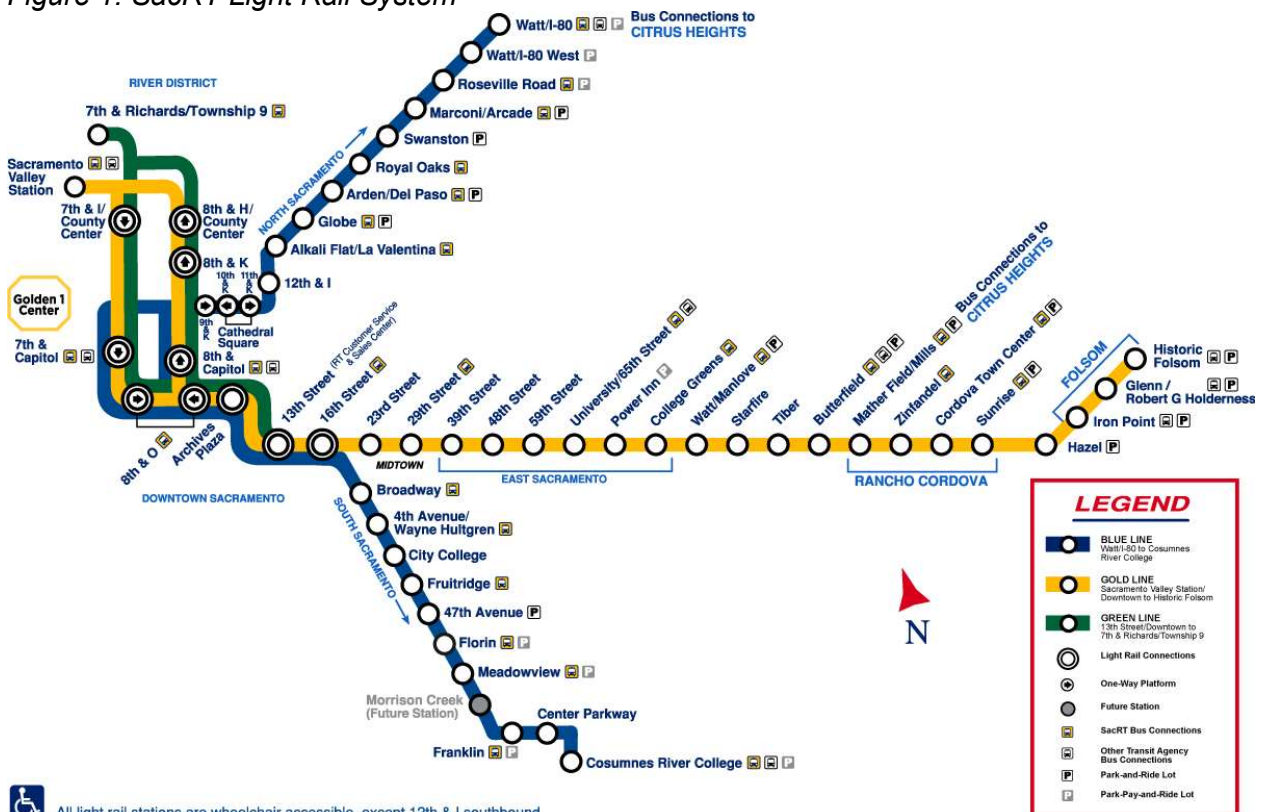 Figure 1: SacRT Light Rail System
Watt/I-80
Bus Connections to
CITRUS HEIGHTS
Watt/I-80 West
Roseville Road
Marconi/Arcade
Swanston
Royal Oaks
Arden/Del Paso
Globe
Alkali Flat/La Valentina
12th & I
NORTH SACRAMENTO
RIVER DISTRICT
7th & Richards/Township 9
Sacramento
Valley
Station
7th & I/
County
Center
8th & H/
County
Center
8th & K
10th
& K
11th
& K
9th
& K
Cathedral
Square
Golden 1
Center
7th &
Capitol
8th &
Capitol
8th & O
Archives
Plaza
DOWNTOWN SACRAMENTO
13th Street (RT Customer Service
& Sales Center)
16th Street
23rd Street
29th Street
39th Street
48th Street
59th Street
University/65th Street
Power Inn
College Greens
Watt/Manlove
Starfire
Tiber
Butterfield
Mather Field/Mills
Bus Connections to
CITRUS HEIGHTS
Zinfandel
Cordova Town Center
Sunrise
MIDTOWN
EAST SACRAMENTO
RANCHO CORDOVA
FOLSOM
Historic
Folsom
Glenn /
Robert G Holderness
Iron Point
Hazel
SOUTH SACRAMENTO
Broadway
4th Avenue/
Wayne Hultgren
City College
Fruitridge
47th Avenue
Florin
Meadowview
Morrison Creek
(Future Station)
Franklin
Center Parkway
Cosumnes River College
N
LEGEND
BLUE LINE
Watt/I-80 to Cosumnes
River College
GOLD LINE
Sacramento Valley Station/
Downtown to Historic Folsom
GREEN LINE
13th Street/Downtown to
7th & Richards/Township 9
Light Rail Connections
One-Way Platform
Future Station
SacRT Bus Connections
Other Transit Agency
Bus Connections
P
Park-and-Ride Lot
P
Park-Pay-and-Ride Lot
All light rail stations are wheelchair accessible, except 12th & I southbound